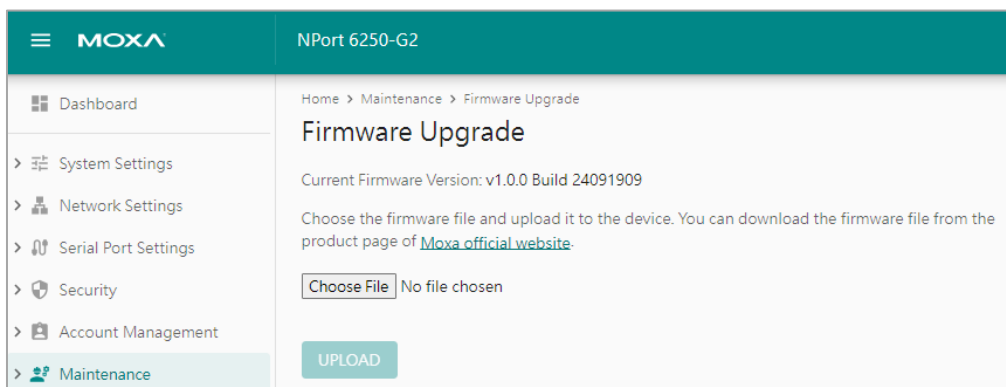 MOXA
NPort 6250-G2
Dashboard
System Settings
Network Settings
Serial Port Settings
Security
Account Management
Maintenance
Home > Maintenance > Firmware Upgrade
Firmware Upgrade
Current Firmware Version: v1.0.0 Build 24091909
Choose the firmware file and upload it to the device. You can download the firmware file from the
product page of Moxa official website.
Choose File No file chosen
UPLOAD